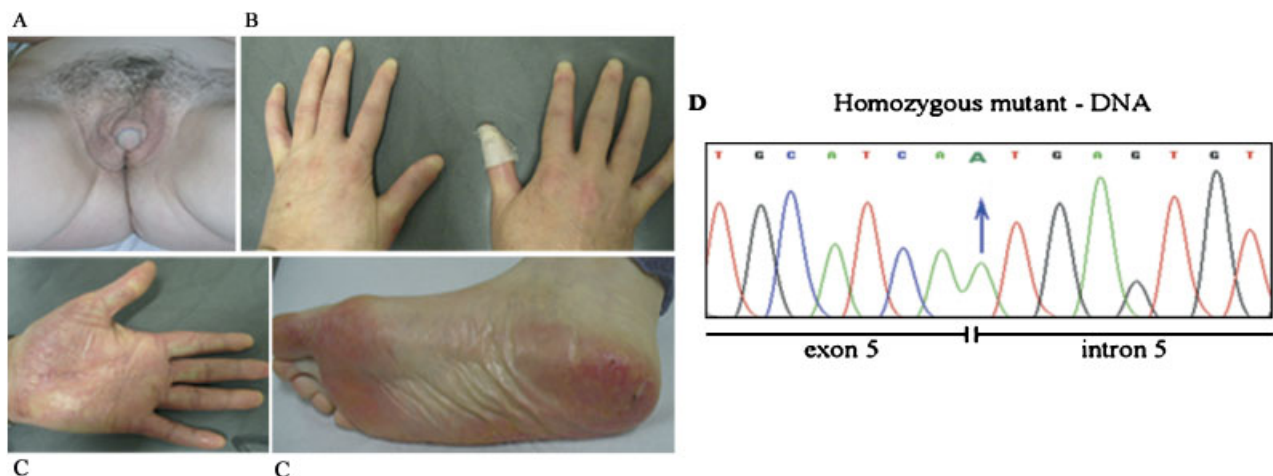 A
B
D
Homozygous mutant - DNA
T G C A T C A A T G A G T G T
exon 5
intron 5
C
C